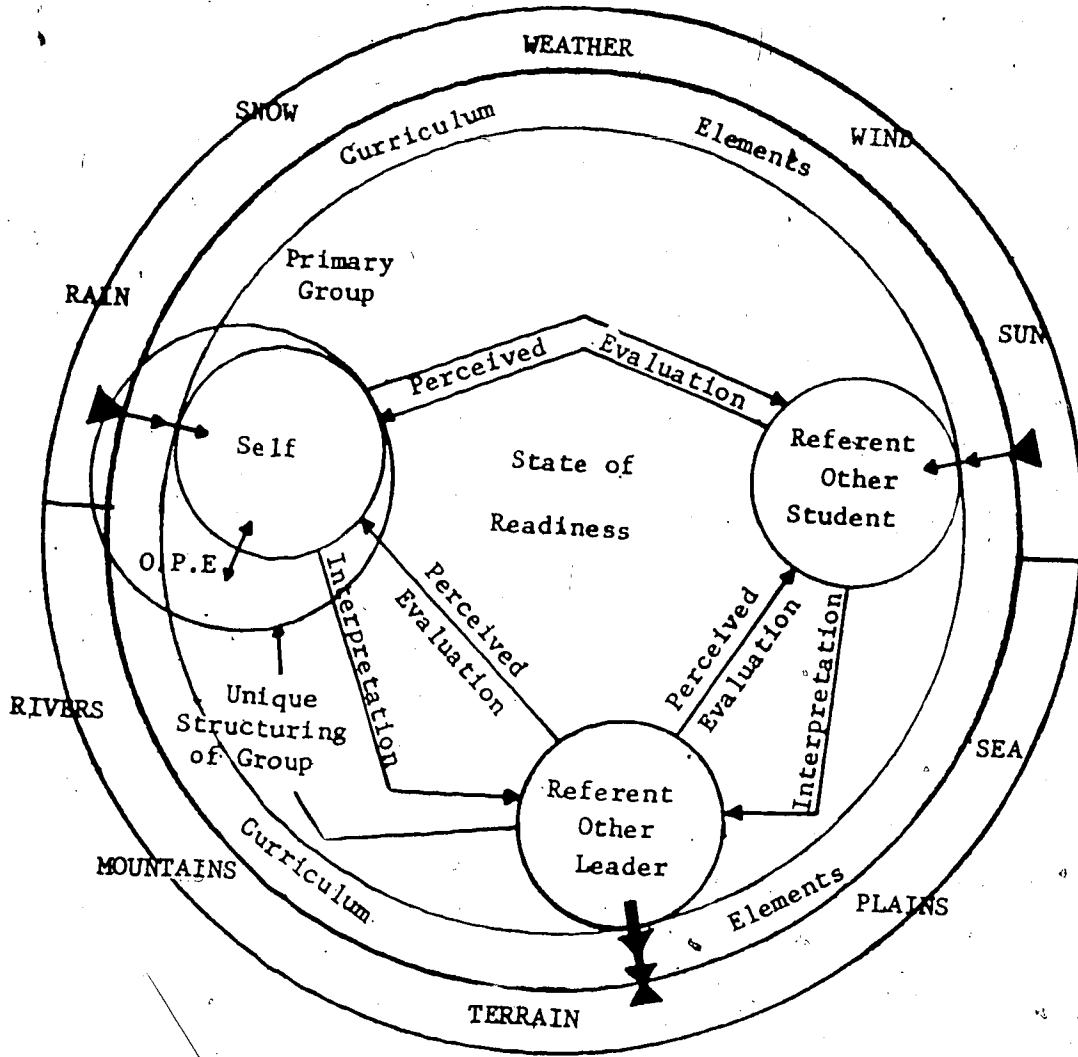 WEATHER
SNOW
WIND
Curriculum
Elements
Primary
Group
RAIN
SUN
Perceived
Evaluation
Self
State of
Readiness
Referent
Other
Student
O.P.E
Interpretation
Perceived
Evaluation
Perceived
Evaluation
Interpretation
Unique
Structuring
of Group
RIVERS
SEA
Referent
Other
Leader
MOUNTAINS
Curriculum
Elements
PLAINS
TERRAIN